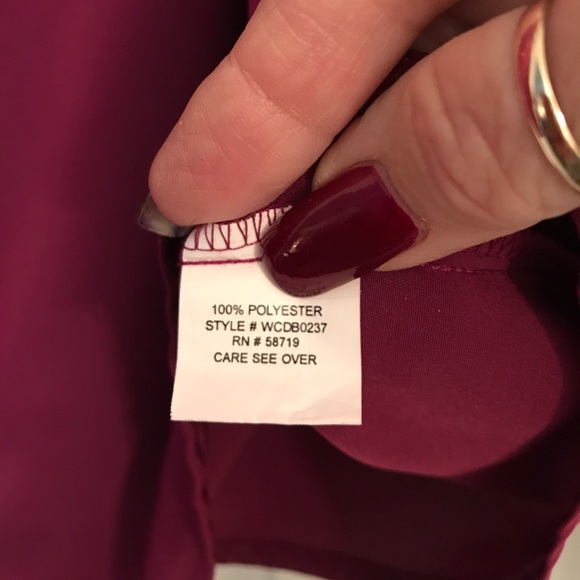 100% POLYESTER
STYLE # WCDB0237
RN # 58719
CARE SEE OVER